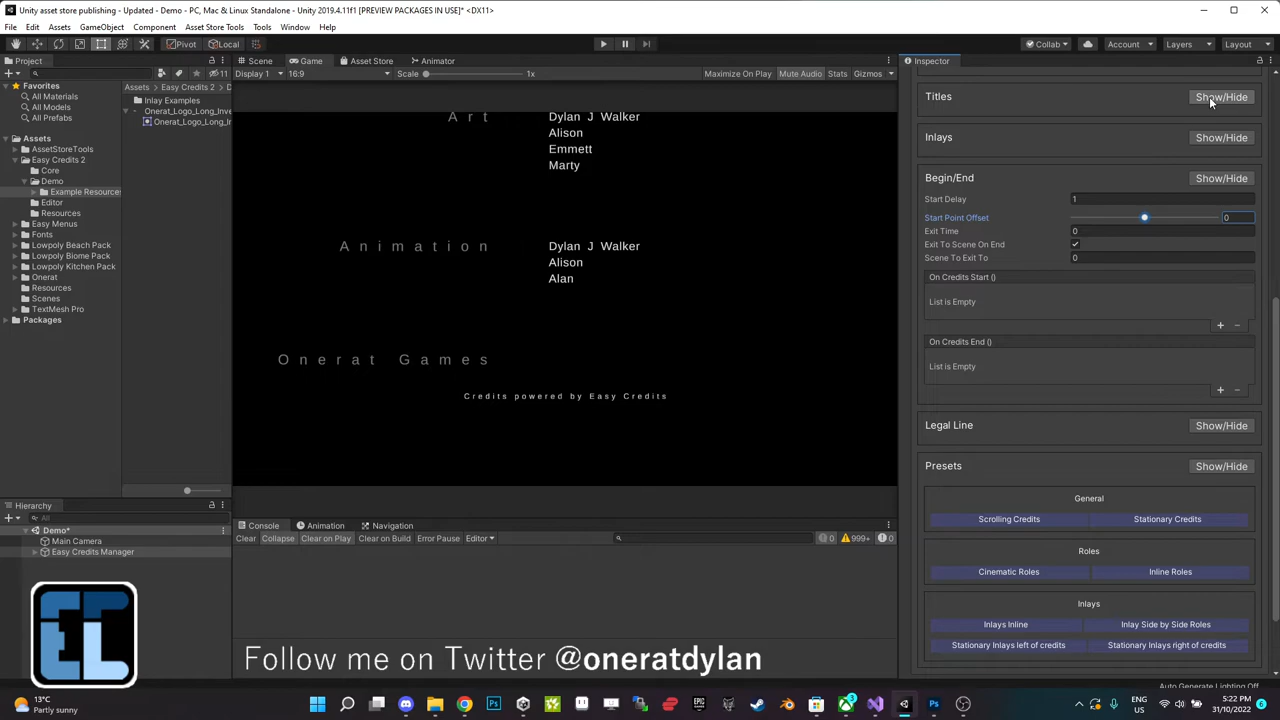 Unity asset store publishing - Updated - Demo - PC, Mac & Linux Standalone - Unity 2019.4.11f1 [PREVIEW PACKAGES IN USE]* <DX11>
File Edit Assets GameObject Component Asset Store Tools Tools Window Help
Pivot Local Collab Account Layers Layout
Project
11
Favorites
All Materials
All Models
All Prefabs
Assets
AssetStoreTools
Easy Credits 2
Core
Demo
Example Resources
Editor
Resources
Easy Menus
Fonts
Lowpoly Beach Pack
Lowpoly Biome Pack
Lowpoly Kitchen Pack
Onerat
Resources
Scenes
TextMesh Pro
Packages
Assets Easy Credits 2 D
Inlay Examples
Onerat_Logo_Long_Inve
Onerat_Logo_Long_Ir
Hierarchy
All
Demo*
Main Camera
Easy Credits Manager
Scene Game Asset Store Animator
Display 1 16:9 Scale 1x Maximize On Play Mute Audio Stats Gizmos
Art
Dylan J Walker
Alison
Emmett
Marty
Animation
Dylan J Walker
Alison
Alan
Onerat Games
Credits powered by Easy Credits
Console Animation Navigation
Clear Collapse Clear on Play Clear on Build Error Pause Editor 0 999+ 0
Inspector
Titles Show/Hide
Inlays Show/Hide
Begin/End Show/Hide
Start Delay 1
Start Point Offset 0
Exit Time 0
Exit To Scene On End
Scene To Exit To 0
On Credits Start ()
List is Empty
+ −
On Credits End ()
List is Empty
+ −
Legal Line Show/Hide
Presets Show/Hide
General
Scrolling Credits Stationary Credits
Roles
Cinematic Roles Inline Roles
Inlays
Inlays Inline Inlay Side by Side Roles
Stationary Inlays left of credits Stationary Inlays right of credits
Auto Generate Lighting Off
Follow me on Twitter @oneratdylan
13°C
Partly sunny
ENG
US
5:22 PM
31/10/2022
6